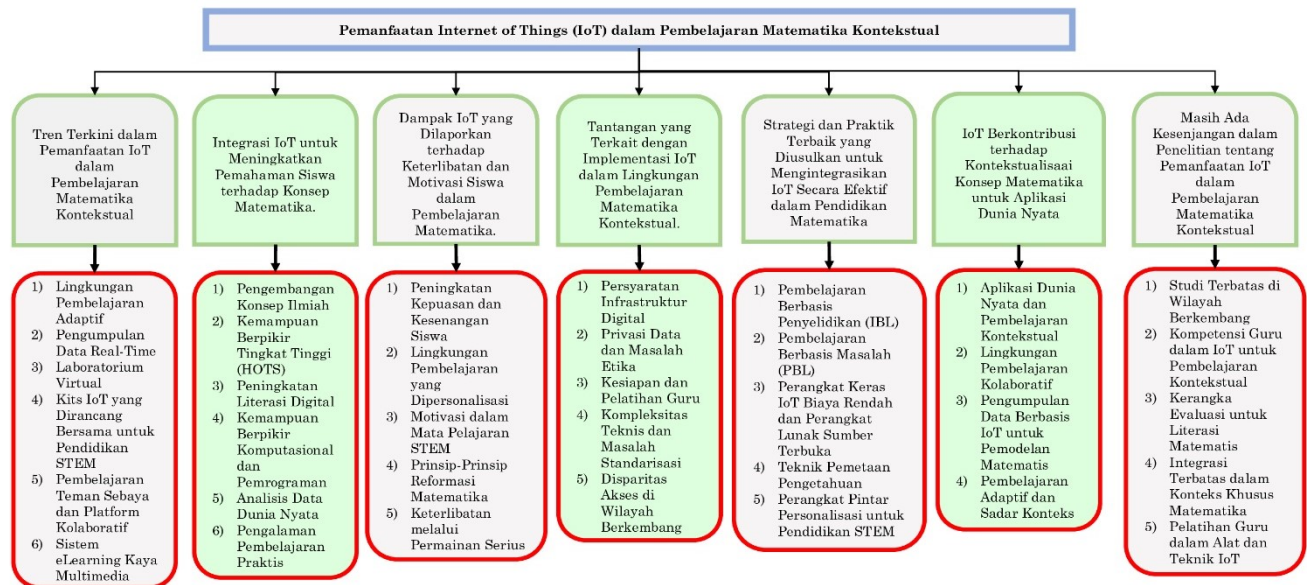 Pemanfaatan Internet of Things (IoT) dalam Pembelajaran Matematika Kontekstual
Tren Terkini dalam
Pemanfaatan IoT
dalam
Pembelajaran
Matematika
Kontekstual
Integrasi IoT untuk
Meningkatkan
Pemahaman Siswa
terhadap Konsep
Matematika.
Dampak IoT yang
Dilaporkan
terhadap
Keterlibatan dan
Motivasi Siswa
dalam
Pembelajaran
Matematika.
Tantangan yang
Terkait dengan
Implementasi IoT
dalam Lingkungan
Pembelajaran
Matematika
Kontekstual.
Strategi dan Praktik
Terbaik yang
Diusulkan untuk
Mengintegrasikan
IoT Secara Efektif
dalam Pendidikan
Matematika
IoT Berkontribusi
terhadap
Kontekstualisaai
Konsep Matematika
untuk Aplikasi
Dunia Nyata
Masih Ada
Kesenjangan dalam
Penelitian tentang
Pemanfaatan IoT
dalam
Pembelajaran
Matematika
Kontekstual
1) Lingkungan
Pembelajaran
Adaptif
2) Pengumpulan
Data Real-Time
3) Laboratorium
Virtual
4) Kits IoT yang
Dirancang
Bersama untuk
Pendidikan
STEM
5) Pembelajaran
Teman Sebaya
dan Platform
Kolaboratif
6) Sistem
eLearning Kaya
Multimedia
1) Pengembangan
Konsep Ilmiah
2) Kemampuan
Berpikir
Tingkat Tinggi
(HOTS)
3) Peningkatan
Literasi Digital
4) Kemampuan
Berpikir
Komputasional
dan
Pemrograman
5) Analisis Data
Dunia Nyata
6) Pengalaman
Pembelajaran
Praktis
1) Peningkatan
Kepuasan dan
Kesenangan
Siswa
2) Lingkungan
Pembelajaran
yang
Dipersonalisasi
3) Motivasi dalam
Mata Pelajaran
STEM
4) Prinsip-Prinsip
Reformasi
Matematika
5) Keterlibatan
melalui
Permainan Serius
1) Persyaratan
Infrastruktur
Digital
2) Privasi Data
dan Masalah
Etika
3) Kesiapan dan
Pelatihan Guru
4) Kompleksitas
Teknis dan
Masalah
Standarisasi
5) Disparitas
Akses di
Wilayah
Berkembang
1) Pembelajaran
Berbasis
Penyelidikan (IBL)
2) Pembelajaran
Berbasis Masalah
(PBL)
3) Perangkat Keras
IoT Biaya Rendah
dan Perangkat
Lunak Sumber
Terbuka
4) Teknik Pemetaan
Pengetahuan
5) Perangkat Pintar
Personalisasi untuk
Pendidikan STEM
1) Aplikasi Dunia
Nyata dan
Pembelajaran
Kontekstual
2) Lingkungan
Pembelajaran
Kolaboratif
3) Pengumpulan
Data Berbasis
IoT untuk
Pemodelan
Matematis
4) Pembelajaran
Adaptif dan
Sadar Konteks
1) Studi Terbatas di
Wilayah
Berkembang
2) Kompetensi Guru
dalam IoT untuk
Pembelajaran
Kontekstual
3) Kerangka
Evaluasi untuk
Literasi
Matematis
4) Integrasi
Terbatas dalam
Konteks Khusus
Matematika
5) Pelatihan Guru
dalam Alat dan
Teknik IoT